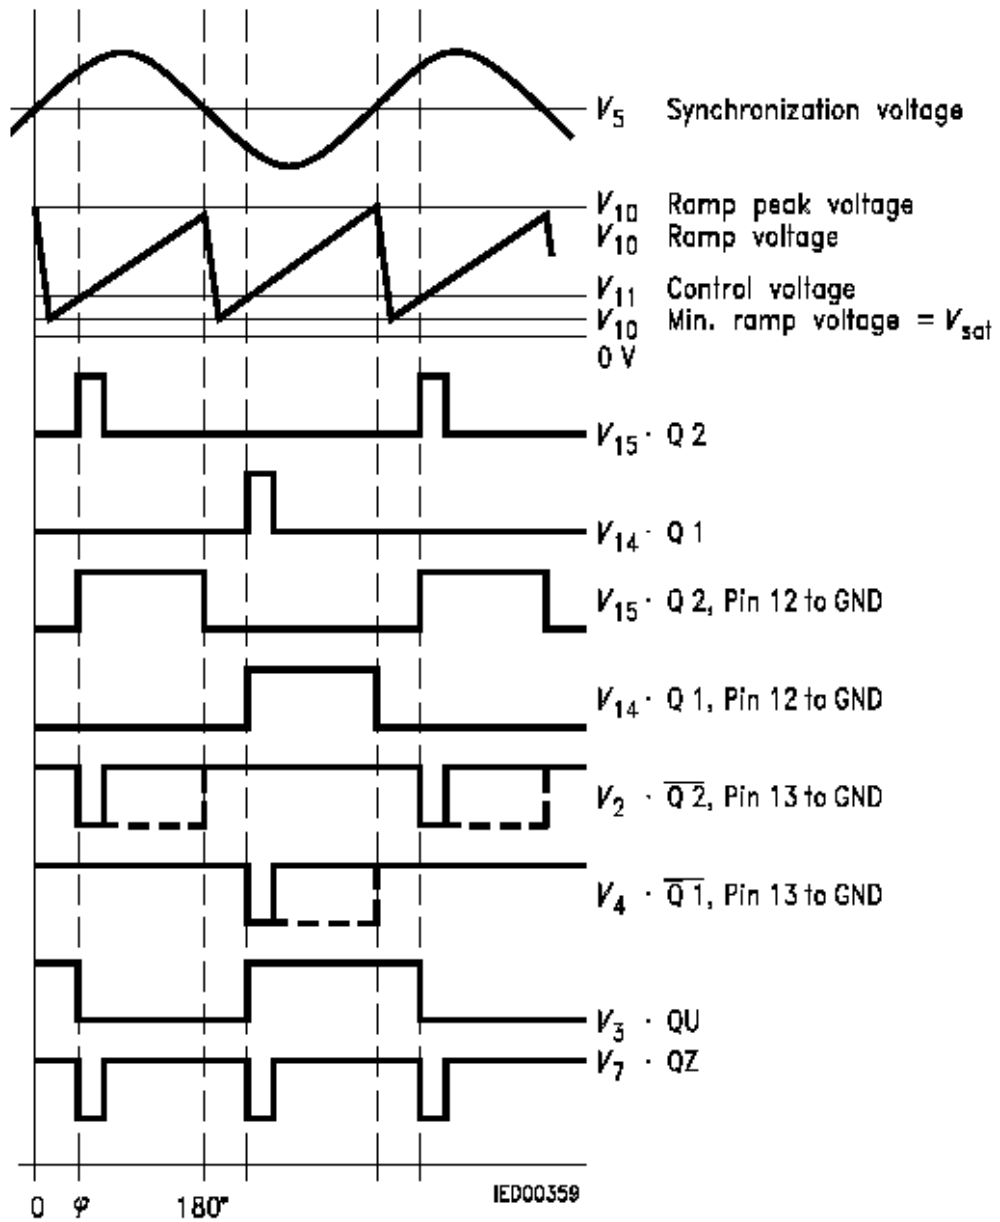 V5 Synchronization voltage
V10 Ramp peak voltage
V10 Ramp voltage
V11 Control voltage
V10 Min. ramp voltage = Vsat
0 V
V15 · Q 2
V14 · Q 1
V15 · Q 2, Pin 12 to GND
V14 · Q 1, Pin 12 to GND
V2 · Q̅ 2̅, Pin 13 to GND
V4 · Q̅ 1̅, Pin 13 to GND
V3 · QU
V7 · QZ
IED00359
0 φ 180°